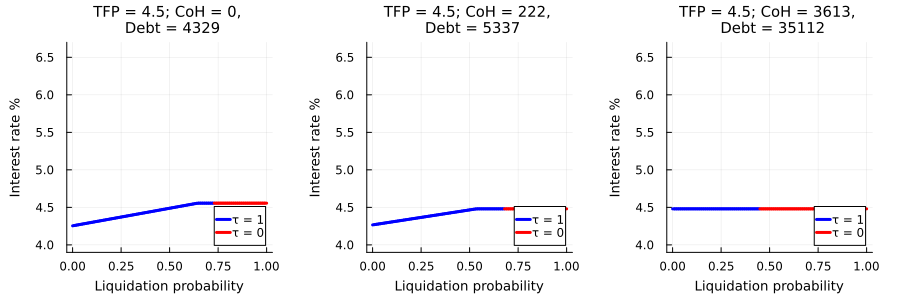 TFP = 4.5; CoH = 0,
Debt = 4329
Interest rate %
6.5
6.0
5.5
5.0
4.5
4.0
τ = 1
τ = 0
0.00 0.25 0.50 0.75 1.00
Liquidation probability
TFP = 4.5; CoH = 222,
Debt = 5337
Interest rate %
6.5
6.0
5.5
5.0
4.5
4.0
τ = 1
τ = 0
0.00 0.25 0.50 0.75 1.00
Liquidation probability
TFP = 4.5; CoH = 3613,
Debt = 35112
Interest rate %
6.5
6.0
5.5
5.0
4.5
4.0
τ = 1
τ = 0
0.00 0.25 0.50 0.75 1.00
Liquidation probability